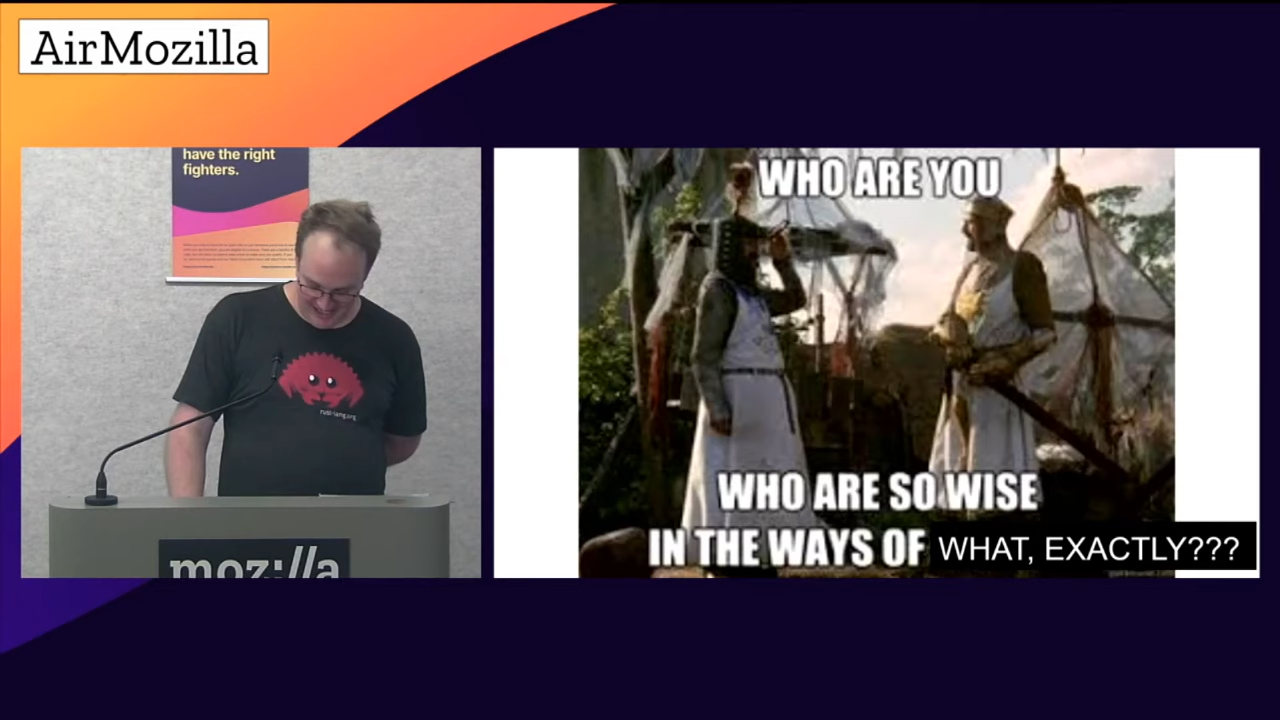 AirMozilla
have the right
fighters.
rust-lang.org
moz://a
WHO ARE YOU
WHO ARE SO WISE
IN THE WAYS OF WHAT, EXACTLY???